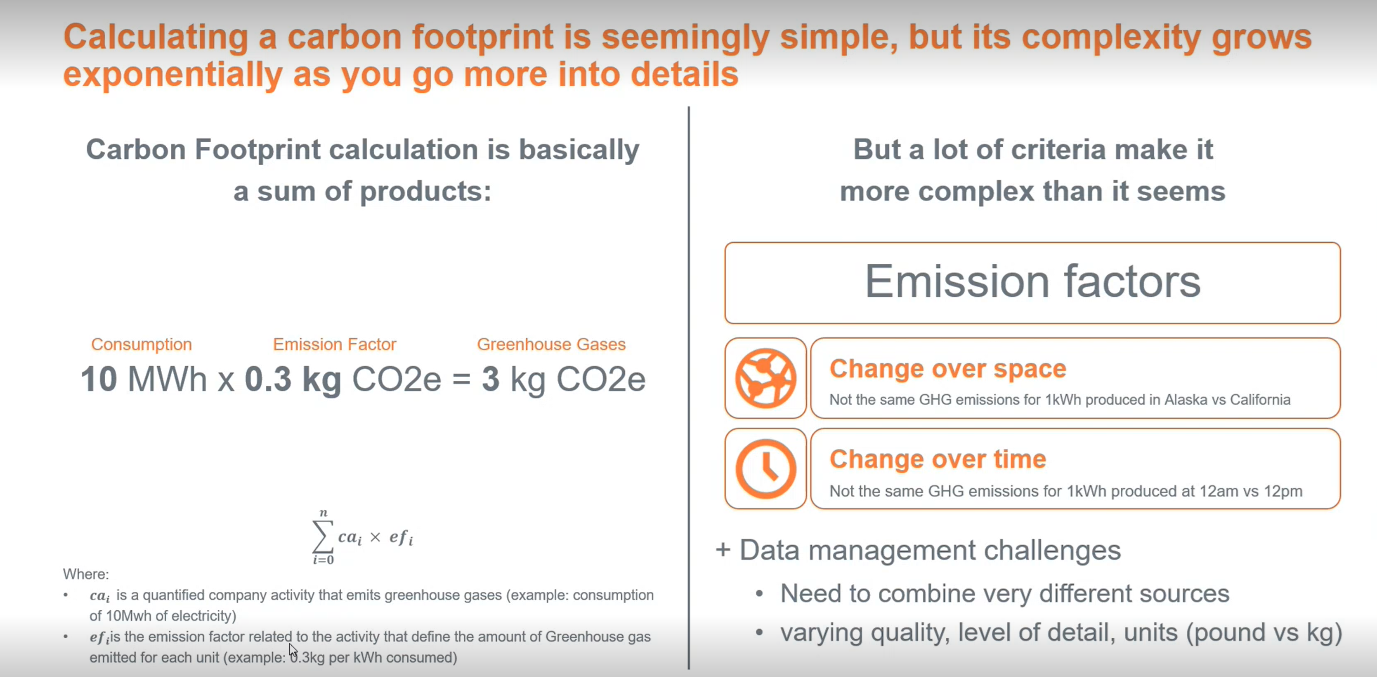 Calculating a carbon footprint is seemingly simple, but its complexity grows
exponentially as you go more into details
Carbon Footprint calculation is basically
a sum of products:
Consumption Emission Factor Greenhouse Gases
10 MWh x 0.3 kg CO2e = 3 kg CO2e
n
∑ caᵢ × efᵢ
i=0
Where:
• caᵢ is a quantified company activity that emits greenhouse gases (example: consumption
of 10Mwh of electricity)
• efᵢis the emission factor related to the activity that define the amount of Greenhouse gas
emitted for each unit (example: 0.3kg per kWh consumed)
But a lot of criteria make it
more complex than it seems
Emission factors
Change over space
Not the same GHG emissions for 1kWh produced in Alaska vs California
Change over time
Not the same GHG emissions for 1kWh produced at 12am vs 12pm
+ Data management challenges
• Need to combine very different sources
• varying quality, level of detail, units (pound vs kg)